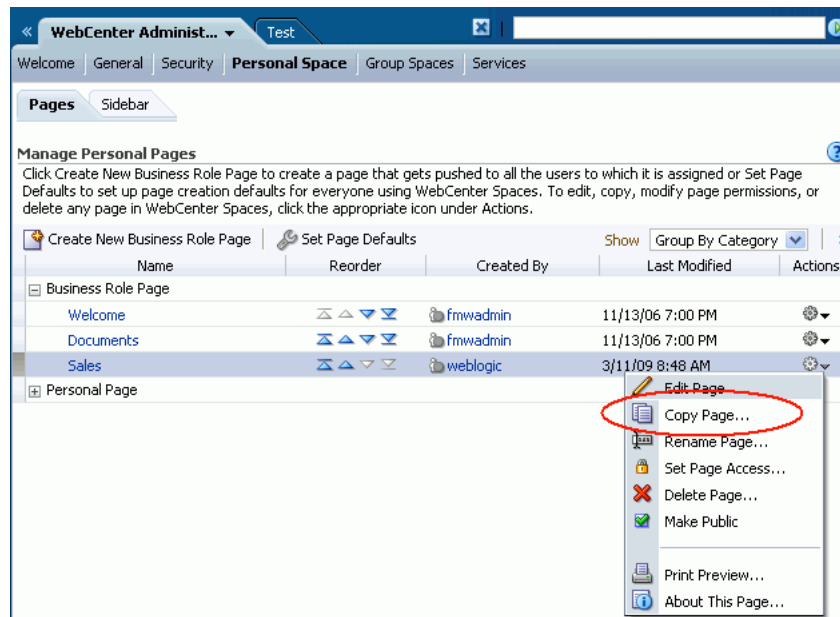 « WebCenter Administ... Test
Welcome General Security Personal Space Group Spaces Services
Pages Sidebar
Manage Personal Pages
Click Create New Business Role Page to create a page that gets pushed to all the users to which it is assigned or Set Page
Defaults to set up page creation defaults for everyone using WebCenter Spaces. To edit, copy, modify page permissions, or
delete any page in WebCenter Spaces, click the appropriate icon under Actions.
Create New Business Role Page Set Page Defaults Show Group By Category
Name Reorder Created By Last Modified Actions
Business Role Page
Welcome fmwadmin 11/13/06 7:00 PM
Documents fmwadmin 11/13/06 7:00 PM
Sales weblogic 3/11/09 8:48 AM
Personal Page
Edit Page
Copy Page...
Rename Page...
Set Page Access...
Delete Page...
Make Public
Print Preview...
About This Page...